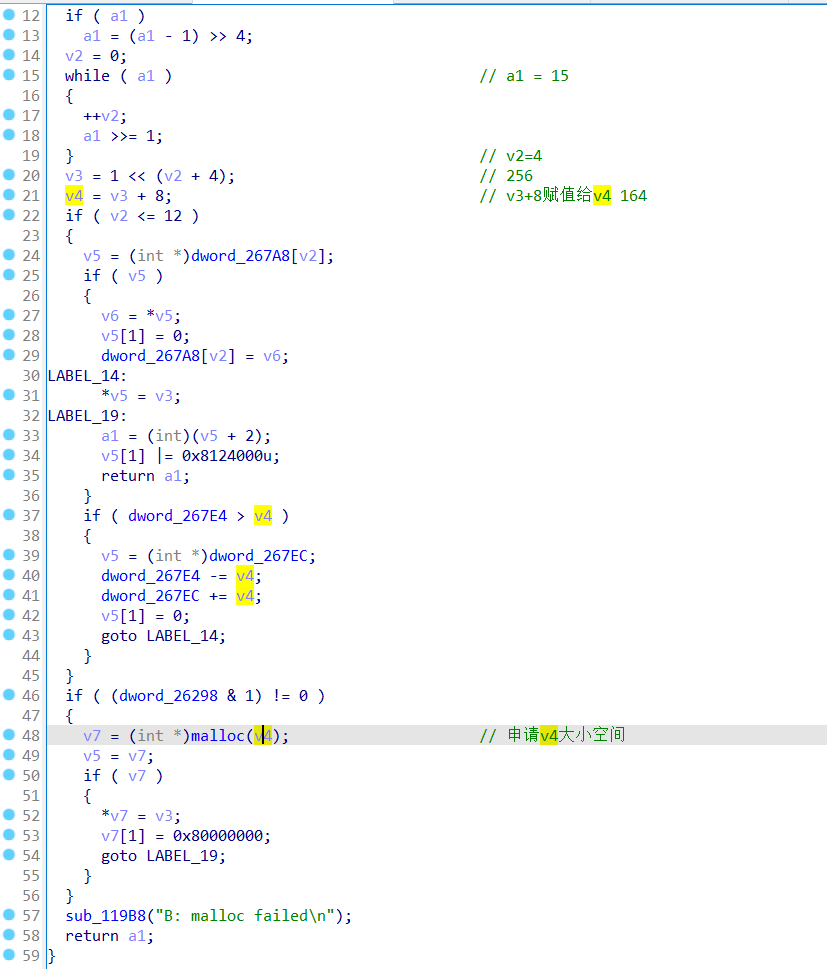 12 if ( a1 )
13 a1 = (a1 - 1) >> 4;
14 v2 = 0;
15 while ( a1 ) // a1 = 15
16 {
17 ++v2;
18 a1 >>= 1;
19 } // v2=4
20 v3 = 1 << (v2 + 4); // 256
21 v4 = v3 + 8; // v3+8赋值给v4 164
22 if ( v2 <= 12 )
23 {
24 v5 = (int *)dword_267A8[v2];
25 if ( v5 )
26 {
27 v6 = *v5;
28 v5[1] = 0;
29 dword_267A8[v2] = v6;
30 LABEL_14:
31 *v5 = v3;
32 LABEL_19:
33 a1 = (int)(v5 + 2);
34 v5[1] |= 0x8124000u;
35 return a1;
36 }
37 if ( dword_267E4 > v4 )
38 {
39 v5 = (int *)dword_267EC;
40 dword_267E4 -= v4;
41 dword_267EC += v4;
42 v5[1] = 0;
43 goto LABEL_14;
44 }
45 }
46 if ( (dword_26298 & 1) != 0 )
47 {
48 v7 = (int *)malloc(v4); // 申请v4大小空间
49 v5 = v7;
50 if ( v7 )
51 {
52 *v7 = v3;
53 v7[1] = 0x80000000;
54 goto LABEL_19;
55 }
56 }
57 sub_119B8("B: malloc failed\n");
58 return a1;
59 }